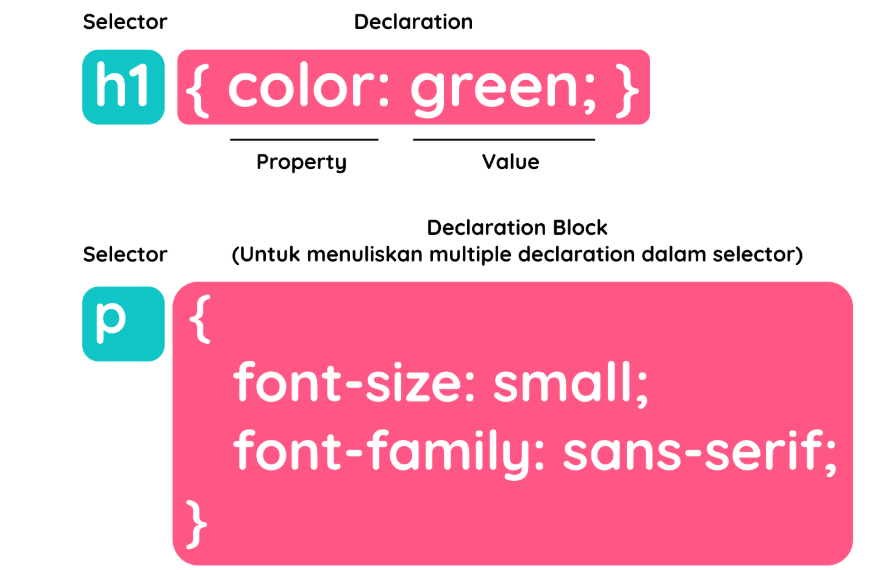 Selector Declaration
h1 { color: green; }
Property Value
Declaration Block
Selector (Untuk menuliskan multiple declaration dalam selector)
p {
font-size: small;
font-family: sans-serif;
}